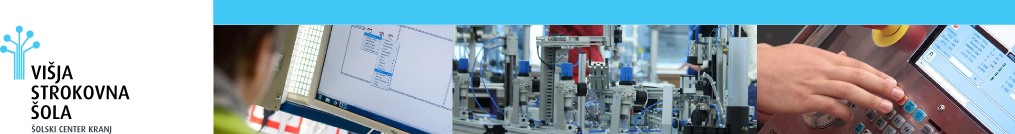 VIŠJA
STROKOVNA
ŠOLA
ŠOLSKI CENTER KRANJ